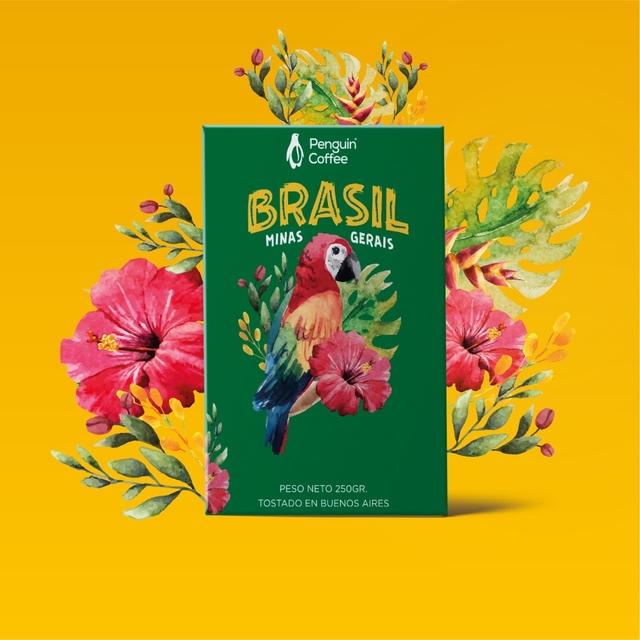 Penguin
Coffee
BRASIL
MINAS GERAIS
PESO NETO 250GR.
TOSTADO EN BUENOS AIRES